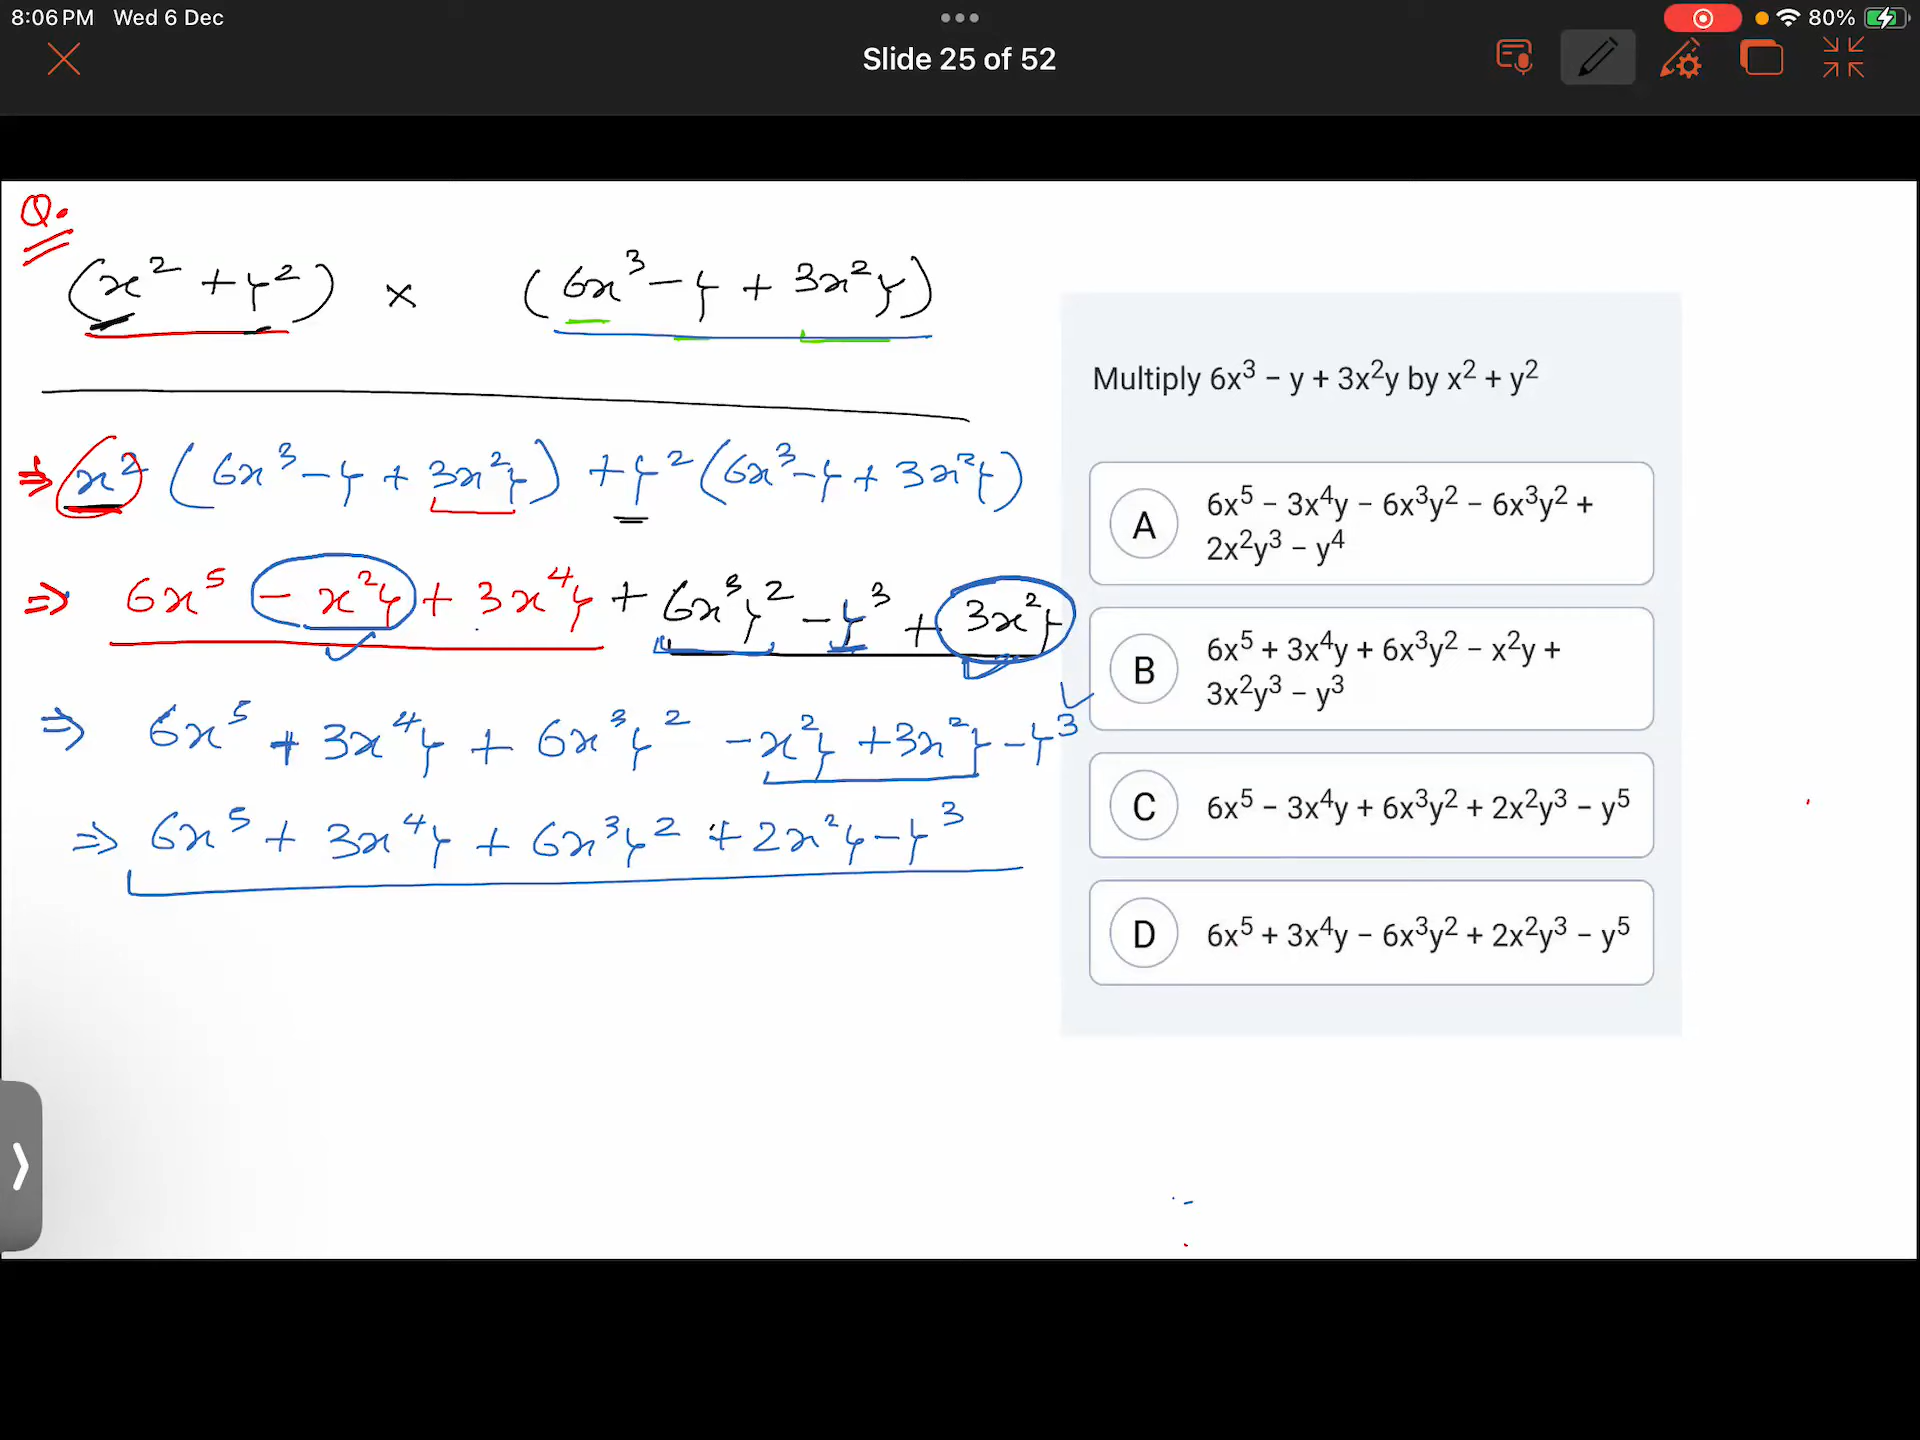 8:06 PM Wed 6 Dec
80%
Slide 25 of 52
Q.
(x² + y²) × (6x³ - y + 3x²y)
⇒ x² (6x³ - y + 3x²y) + y² (6x³ - y + 3x²y)
⇒ 6x⁵ - x²y + 3x⁴y + 6x³y² - y³ + 3x²y
⇒ 6x⁵ + 3x⁴y + 6x³y² - x²y + 3x²y - y³
⇒ 6x⁵ + 3x⁴y + 6x³y² + 2x²y - y³
Multiply 6x³ - y + 3x²y by x² + y²
A 6x⁵ - 3x⁴y - 6x³y² - 6x³y² +
2x²y³ - y⁴
B 6x⁵ + 3x⁴y + 6x³y² - x²y +
3x²y³ - y³
C 6x⁵ - 3x⁴y + 6x³y² + 2x²y³ - y⁵
D 6x⁵ + 3x⁴y - 6x³y² + 2x²y³ - y⁵